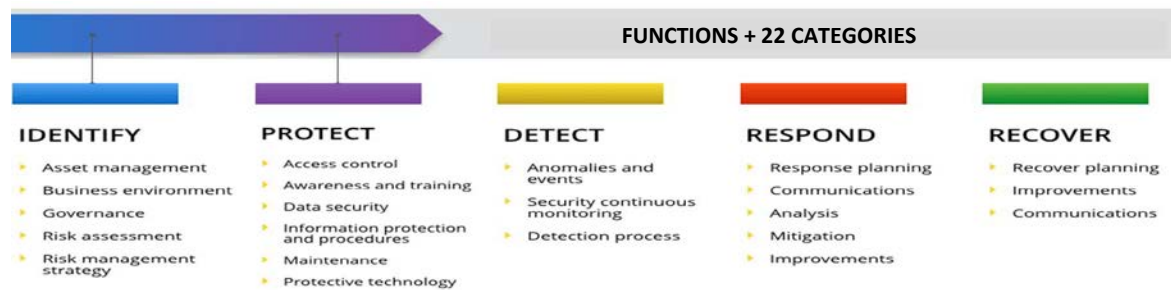 FUNCTIONS + 22 CATEGORIES
IDENTIFY
Asset management
Business environment
Governance
Risk assessment
Risk management
strategy
PROTECT
Access control
Awareness and training
Data security
Information protection
and procedures
Maintenance
Protective technology
DETECT
Anomalies and
events
Security continuous
monitoring
Detection process
RESPOND
Response planning
Communications
Analysis
Mitigation
Improvements
RECOVER
Recover planning
Improvements
Communications